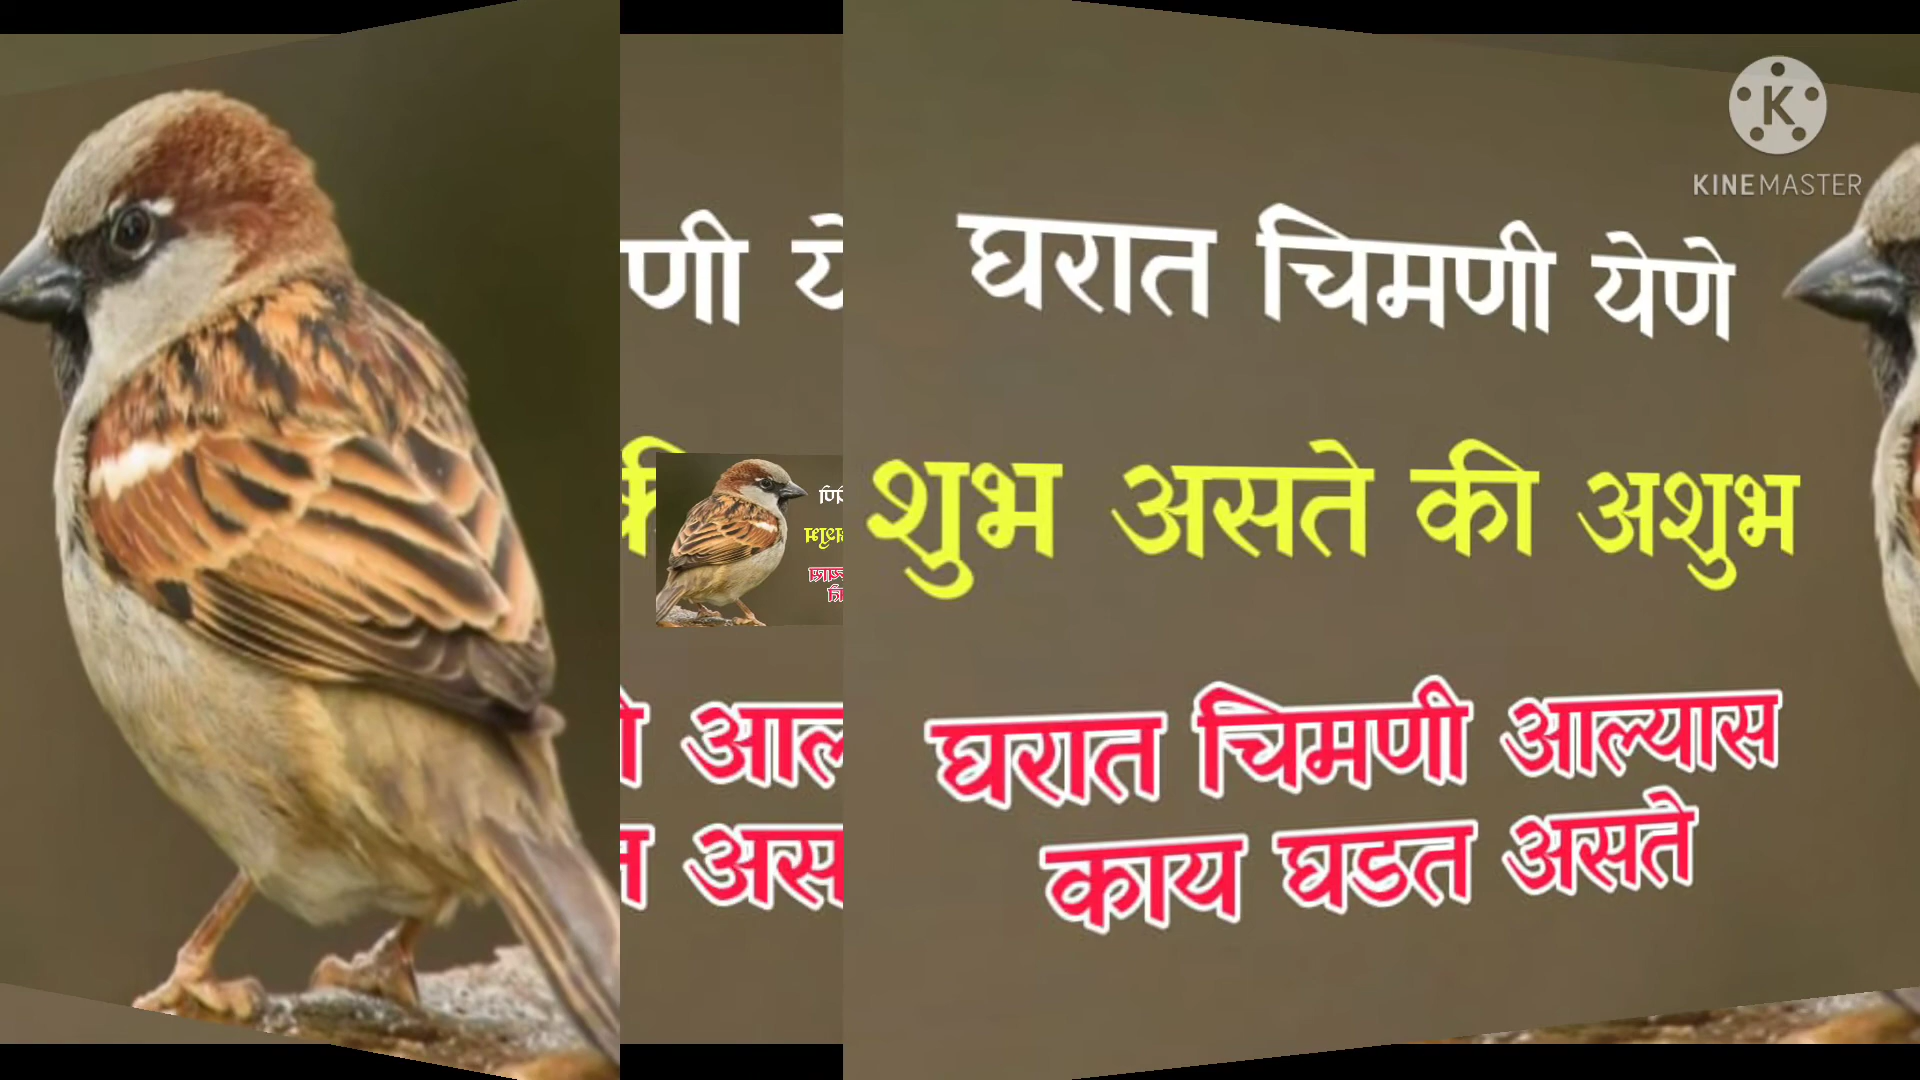 KINEMASTER
घरात चिमणी येणे
शुभ असते की अशुभ
घरात चिमणी आल्यास
काय घडत असते